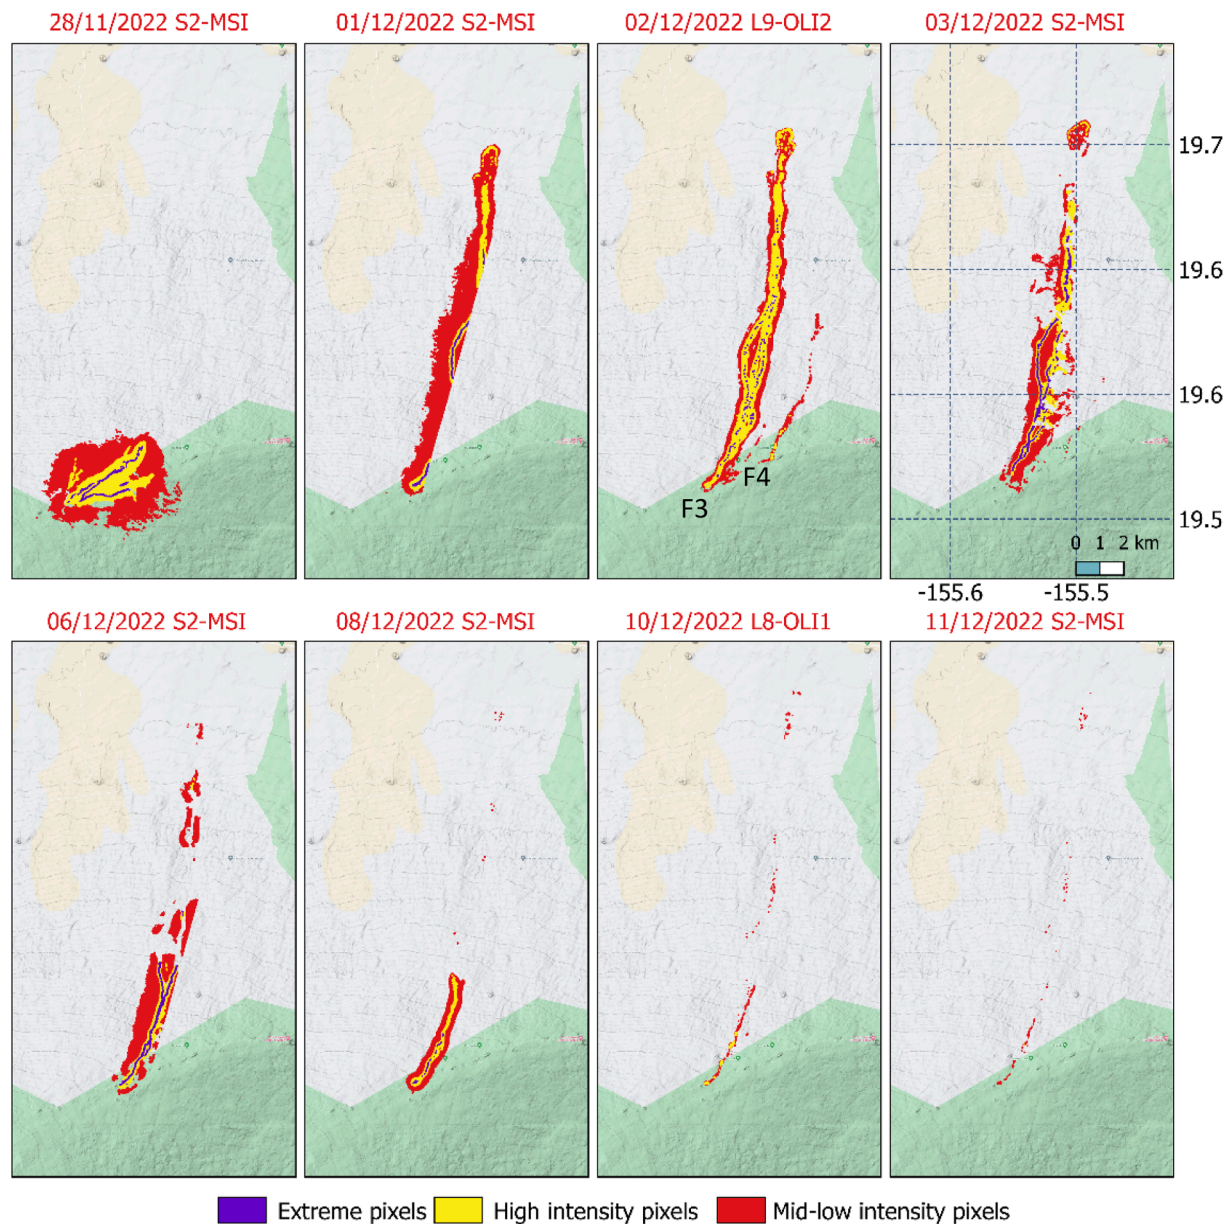 28/11/2022 S2-MSI
01/12/2022 S2-MSI
02/12/2022 L9-OLI2
03/12/2022 S2-MSI
19.7
19.6
19.6
19.5
F4
F3
0 1 2 km
-155.6
-155.5
06/12/2022 S2-MSI
08/12/2022 S2-MSI
10/12/2022 L8-OLI1
11/12/2022 S2-MSI
Extreme pixels
High intensity pixels
Mid-low intensity pixels